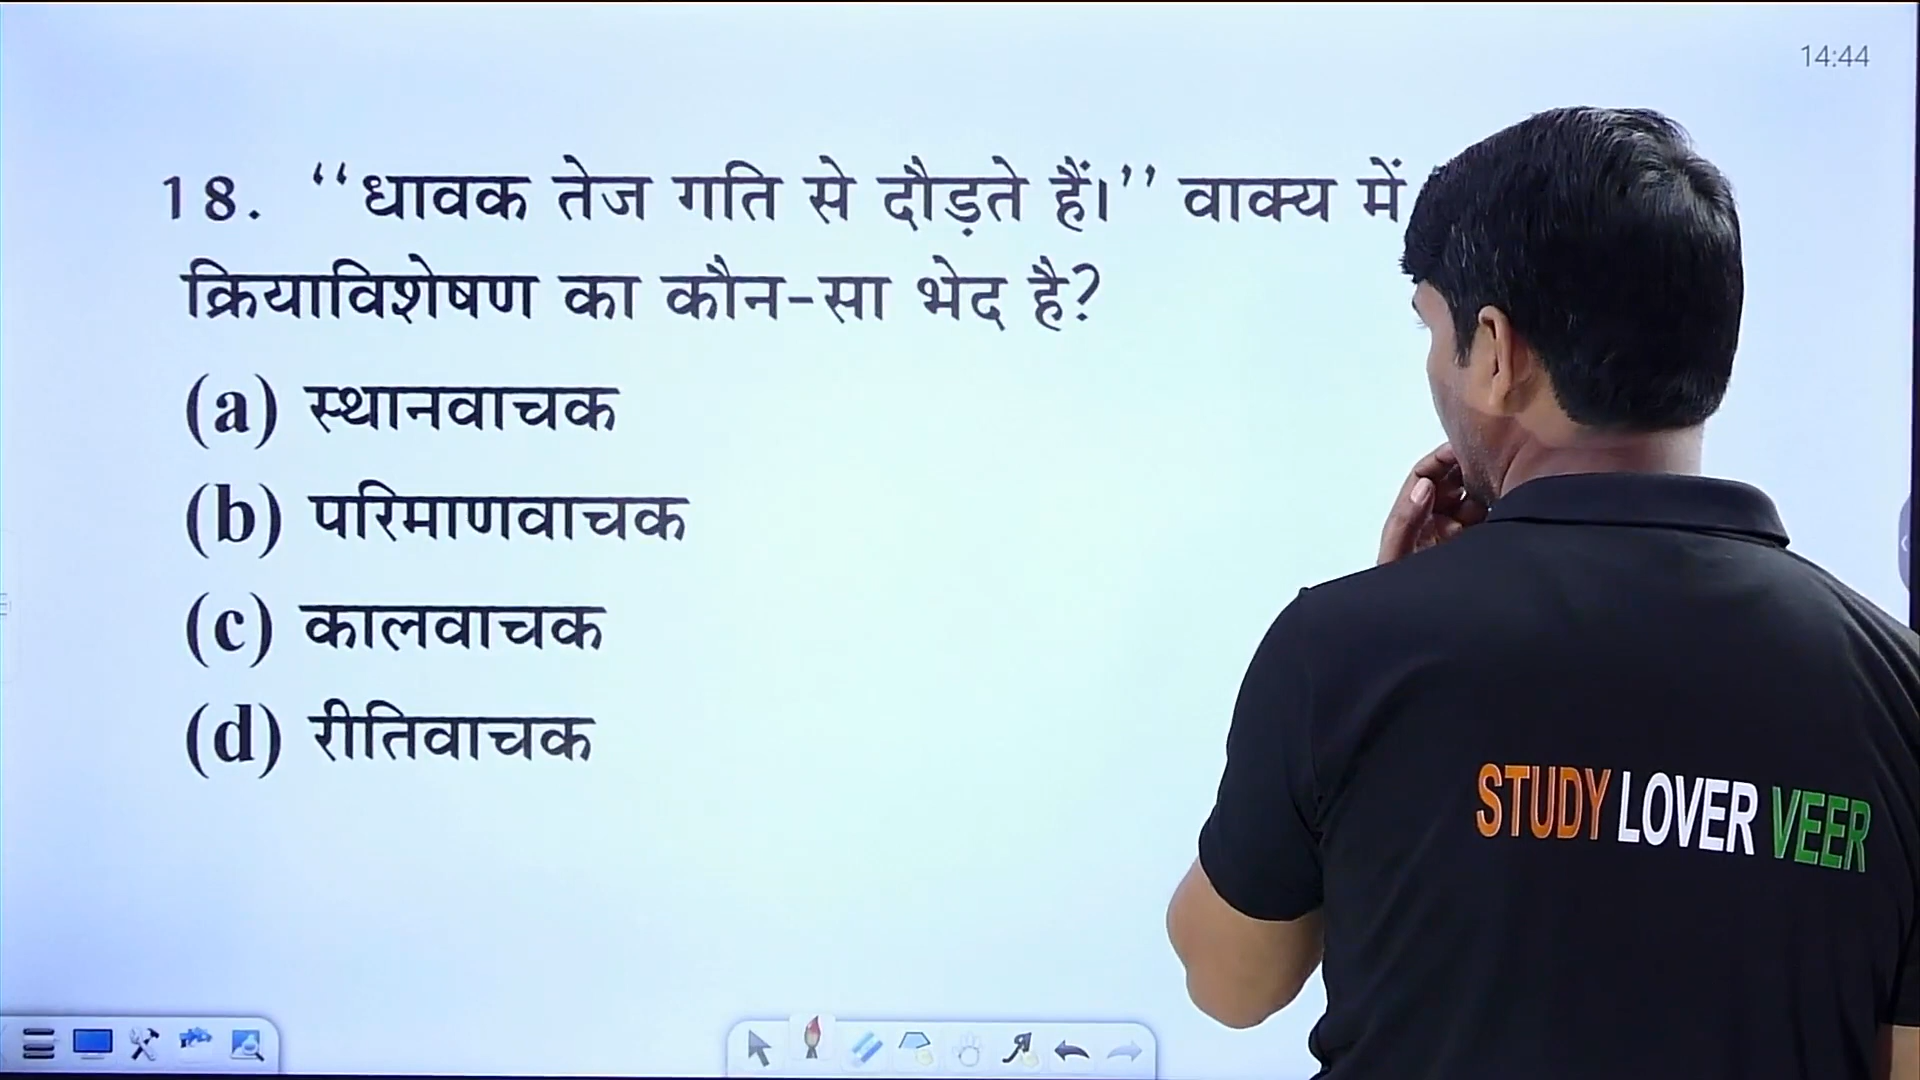 14:44
18. “धावक तेज गति से दौड़ते हैं।” वाक्य में
क्रियाविशेषण का कौन-सा भेद है?
(a) स्थानवाचक
(b) परिमाणवाचक
(c) कालवाचक
(d) रीतिवाचक
STUDY LOVER VEER